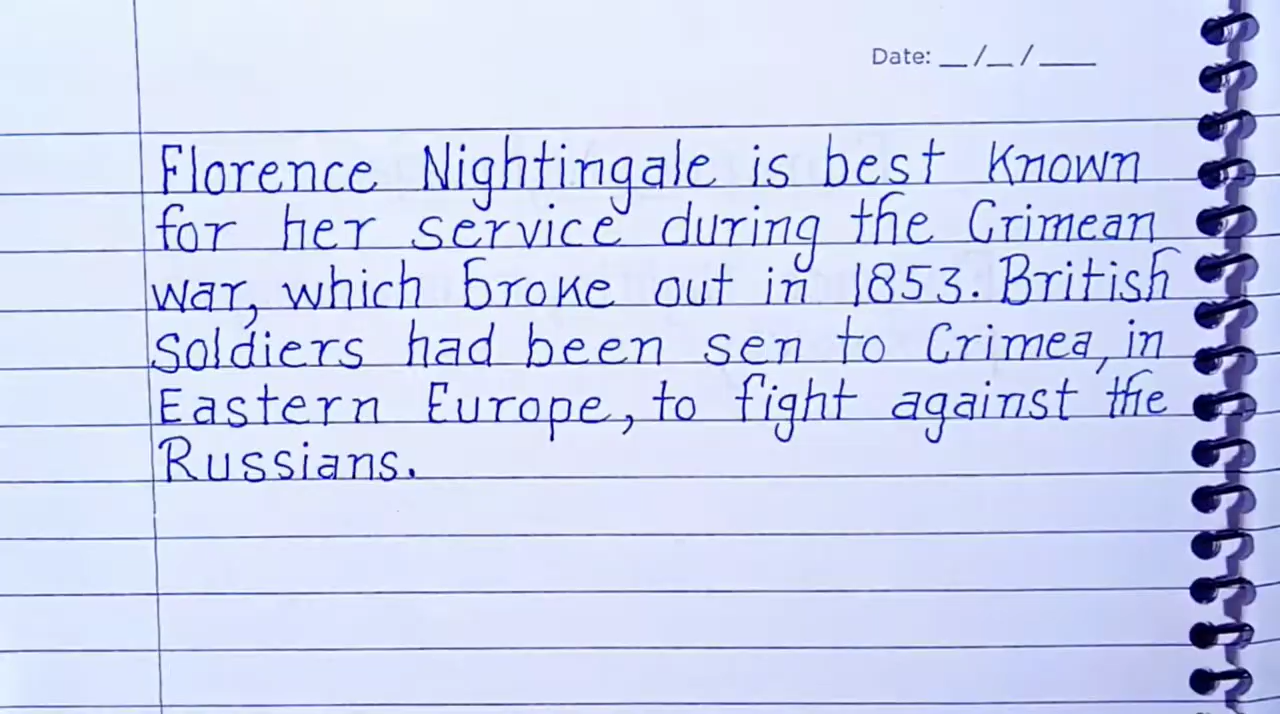 Date: __/__/____
Florence Nightingale is best known
for her service during the Crimean
war, which broke out in 1853. British
Soldiers had been sen to Crimea, in
Eastern Europe, to fight against the
Russians.